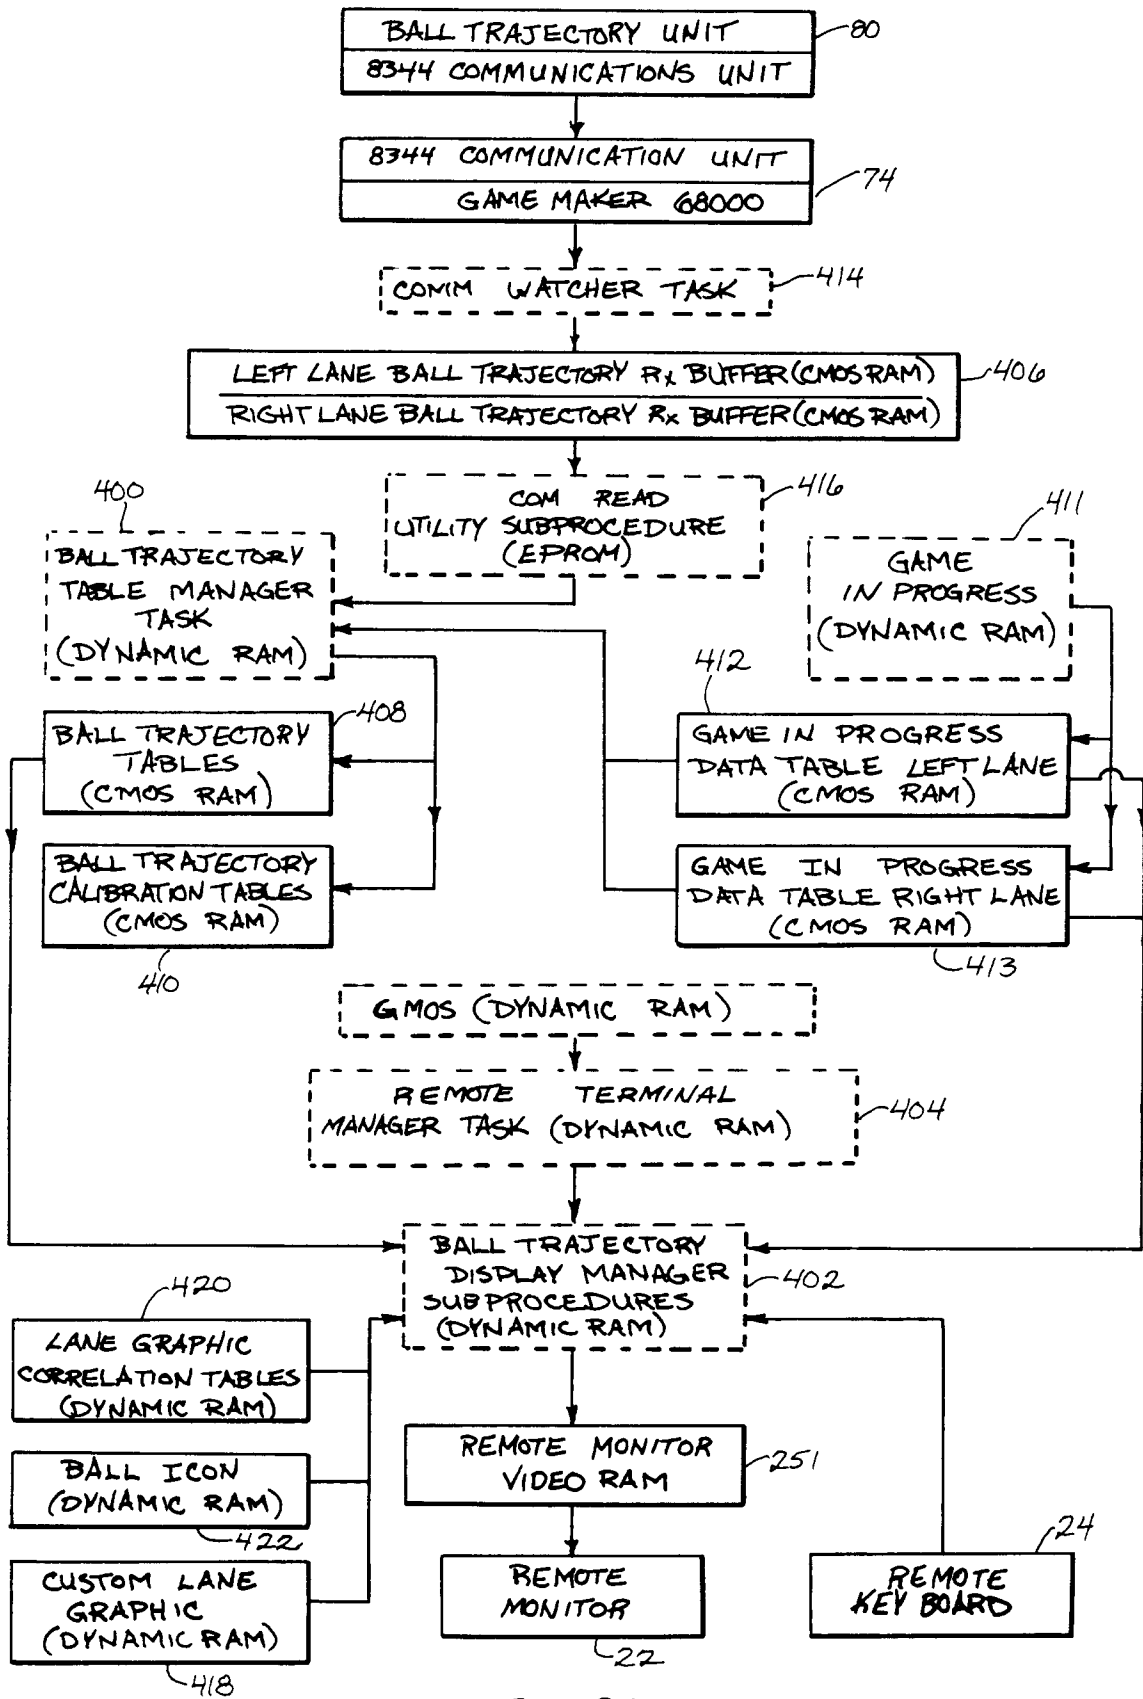 BALL TRAJECTORY UNIT
80
8344 COMMUNICATIONS UNIT
8344 COMMUNICATION UNIT
74
GAME MAKER 68000
COMM WATCHER TASK
414
LEFT LANE BALL TRAJECTORY Rx BUFFER (CMOS RAM)
406
RIGHT LANE BALL TRAJECTORY Rx BUFFER (CMOS RAM)
400
BALL TRAJECTORY
TABLE MANAGER
TASK
(DYNAMIC RAM)
COM READ
UTILITY SUBPROCEDURE
(EPROM)
416
411
GAME
IN PROGRESS
(DYNAMIC RAM)
408
BALL TRAJECTORY
TABLES
(CMOS RAM)
412
GAME IN PROGRESS
DATA TABLE LEFT LANE
(CMOS RAM)
BALL TRAJECTORY
CALIBRATION TABLES
(CMOS RAM)
410
GAME IN PROGRESS
DATA TABLE RIGHT LANE
(CMOS RAM)
413
GMOS (DYNAMIC RAM)
REMOTE TERMINAL
MANAGER TASK (DYNAMIC RAM)
404
BALL TRAJECTORY
DISPLAY MANAGER
SUBPROCEDURES
(DYNAMIC RAM)
402
420
LANE GRAPHIC
CORRELATION TABLES
(DYNAMIC RAM)
BALL ICON
(DYNAMIC RAM)
422
CUSTOM LANE
GRAPHIC
(DYNAMIC RAM)
418
REMOTE MONITOR
VIDEO RAM
251
REMOTE
MONITOR
22
24
REMOTE
KEY BOARD